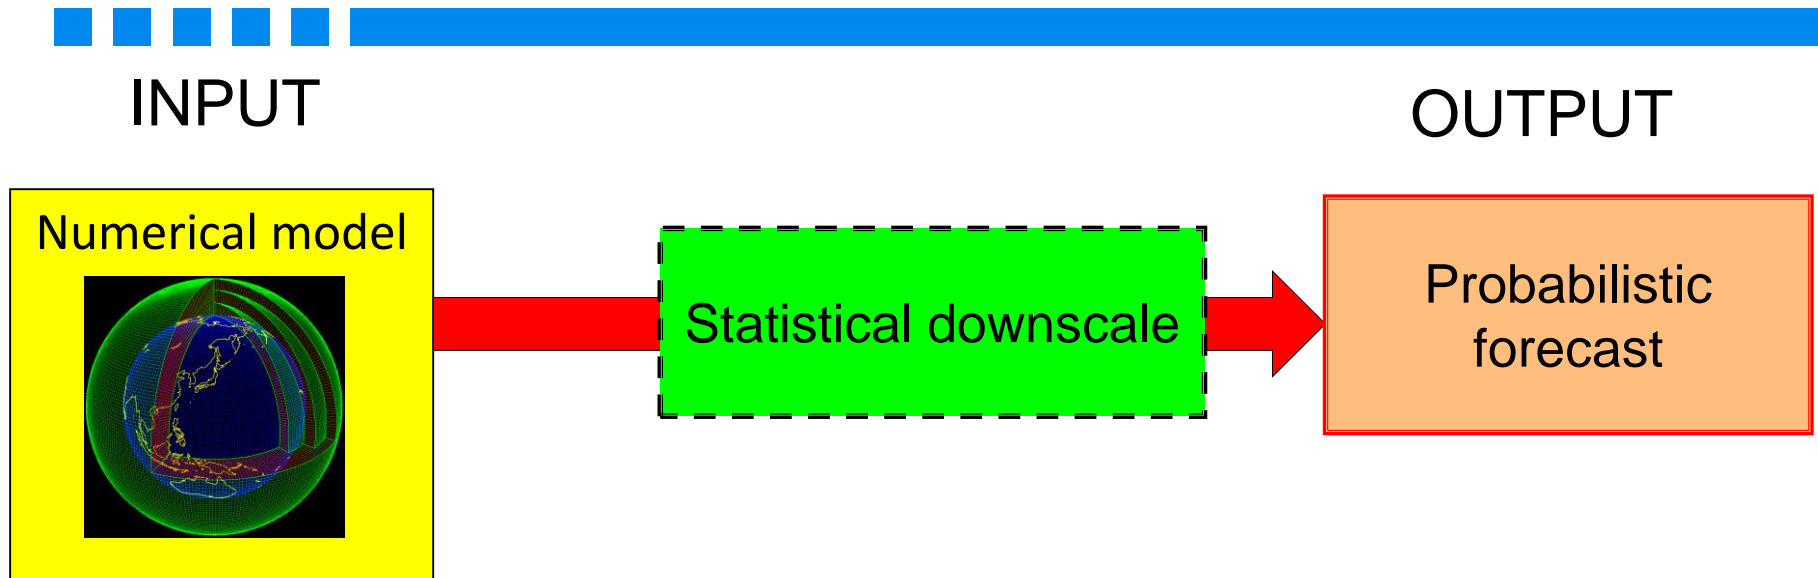 INPUT
OUTPUT
Numerical model
Statistical downscale
Probabilistic
forecast